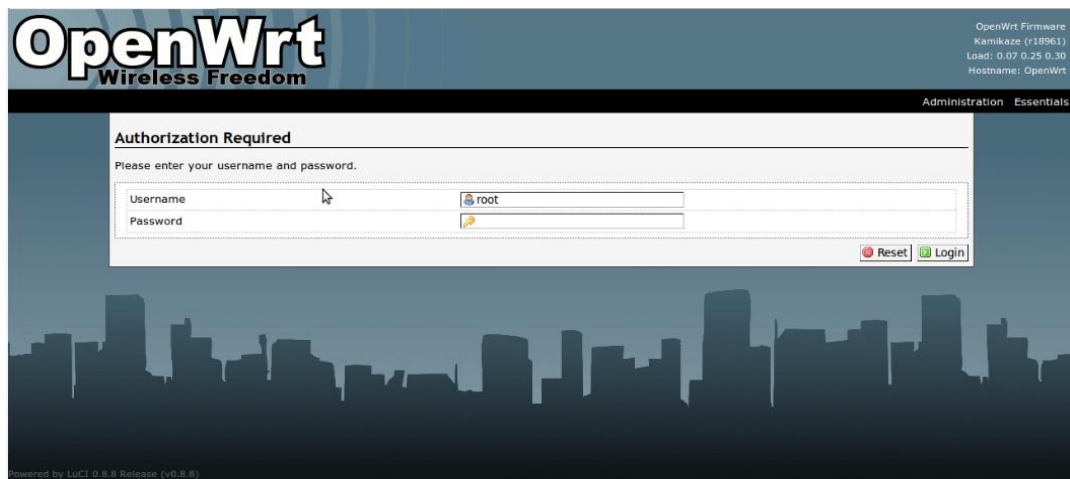 OpenWrt
Wireless Freedom
OpenWrt Firmware
Kamikaze (r18961)
Load: 0.07 0.25 0.30
Hostname: OpenWrt
Administration Essentials
Authorization Required
Please enter your username and password.
Username root
Password
Reset Login
Powered by LuCI 0.8.8 Release (v0.8.8)